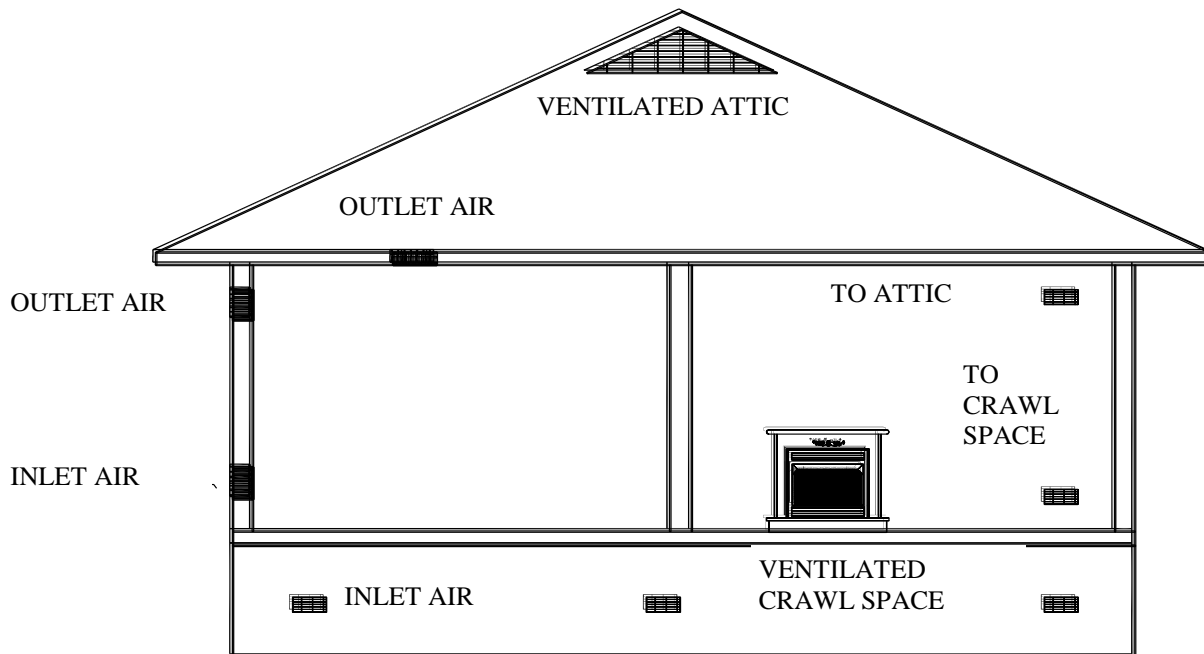 VENTILATED ATTIC
OUTLET AIR
OUTLET AIR
TO ATTIC
TO
CRAWL
SPACE
INLET AIR
INLET AIR
VENTILATED
CRAWL SPACE